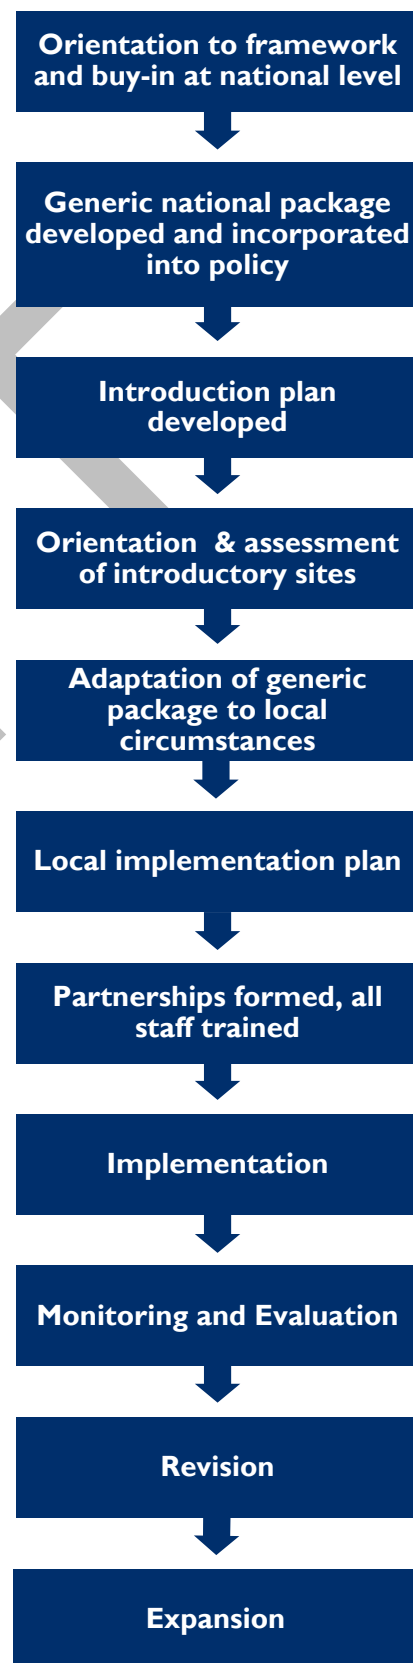 Orientation to framework
and buy-in at national level
Generic national package
developed and incorporated
into policy
Introduction plan
developed
Orientation & assessment
of introductory sites
Adaptation of generic
package to local
circumstances
Local implementation plan
Partnerships formed, all
staff trained
Implementation
Monitoring and Evaluation
Revision
Expansion